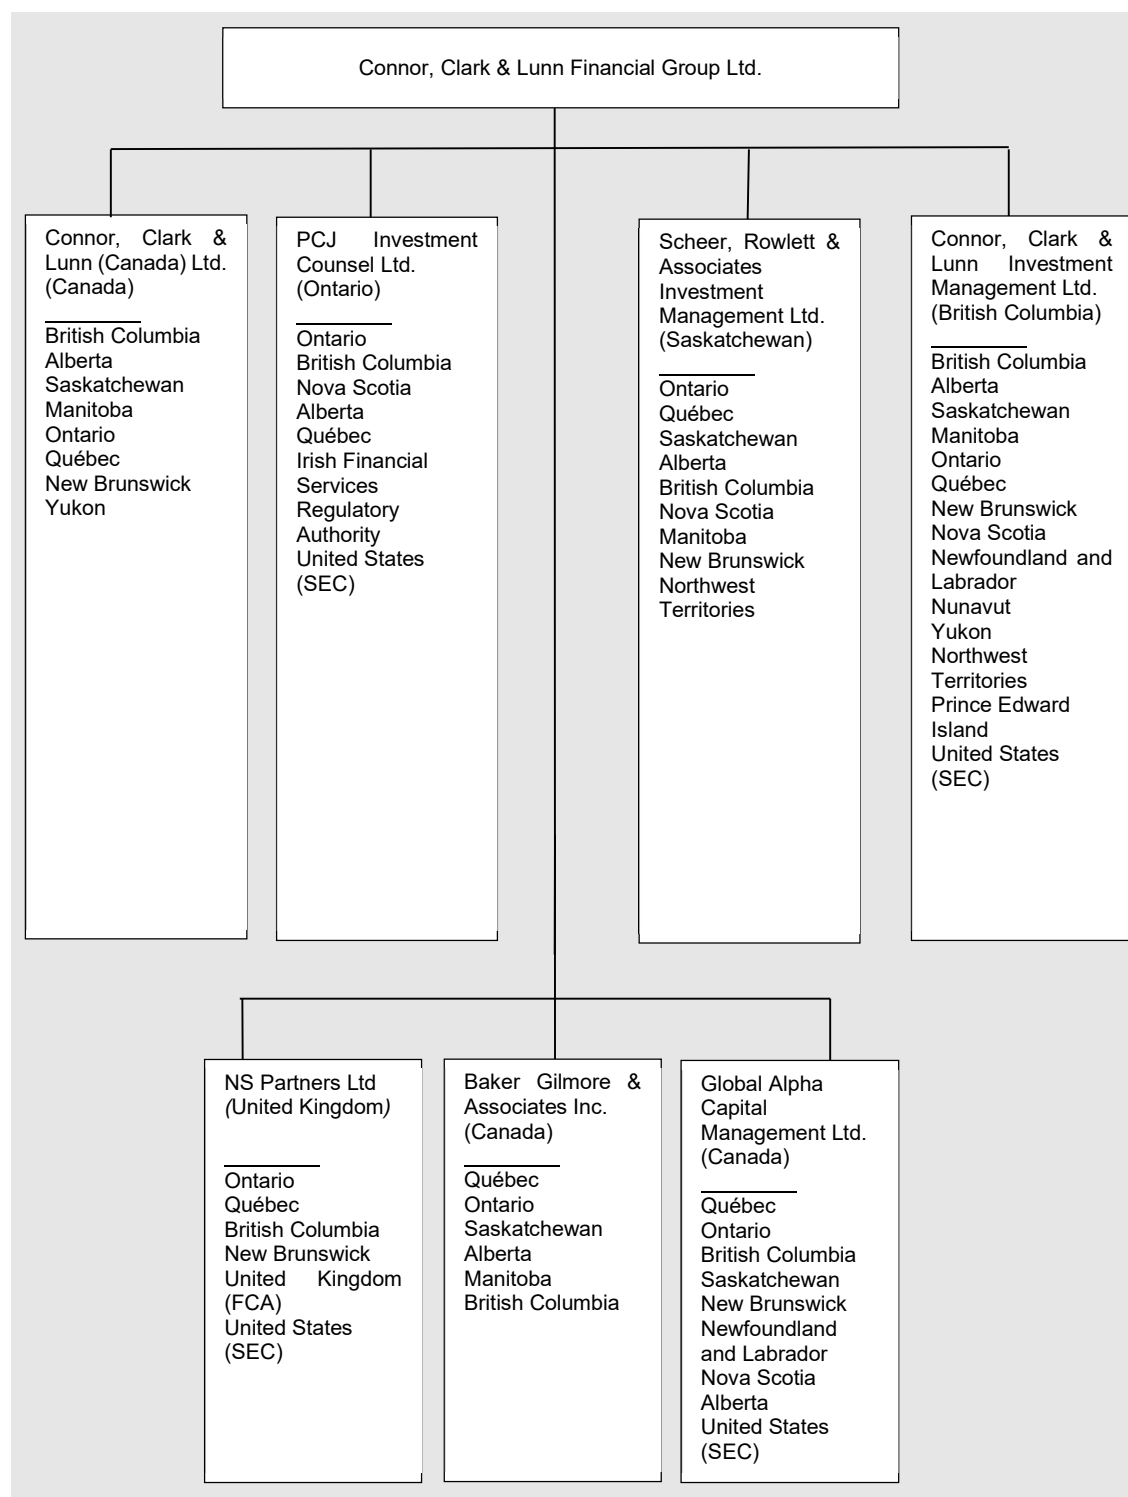 Connor, Clark & Lunn Financial Group Ltd.
Connor, Clark &
Lunn (Canada) Ltd.
(Canada)
British Columbia
Alberta
Saskatchewan
Manitoba
Ontario
Québec
New Brunswick
Yukon
PCJ Investment
Counsel Ltd.
(Ontario)
Ontario
British Columbia
Nova Scotia
Alberta
Québec
Irish Financial
Services
Regulatory
Authority
United States
(SEC)
Scheer, Rowlett &
Associates
Investment
Management Ltd.
(Saskatchewan)
Ontario
Québec
Saskatchewan
Alberta
British Columbia
Nova Scotia
Manitoba
New Brunswick
Northwest
Territories
Connor, Clark &
Lunn Investment
Management Ltd.
(British Columbia)
British Columbia
Alberta
Saskatchewan
Manitoba
Ontario
Québec
New Brunswick
Nova Scotia
Newfoundland and
Labrador
Nunavut
Yukon
Northwest
Territories
Prince Edward
Island
United States
(SEC)
NS Partners Ltd
(United Kingdom)
Ontario
Québec
British Columbia
New Brunswick
United Kingdom
(FCA)
United States
(SEC)
Baker Gilmore &
Associates Inc.
(Canada)
Québec
Ontario
Saskatchewan
Alberta
Manitoba
British Columbia
Global Alpha
Capital
Management Ltd.
(Canada)
Québec
Ontario
British Columbia
Saskatchewan
New Brunswick
Newfoundland
and Labrador
Nova Scotia
Alberta
United States
(SEC)